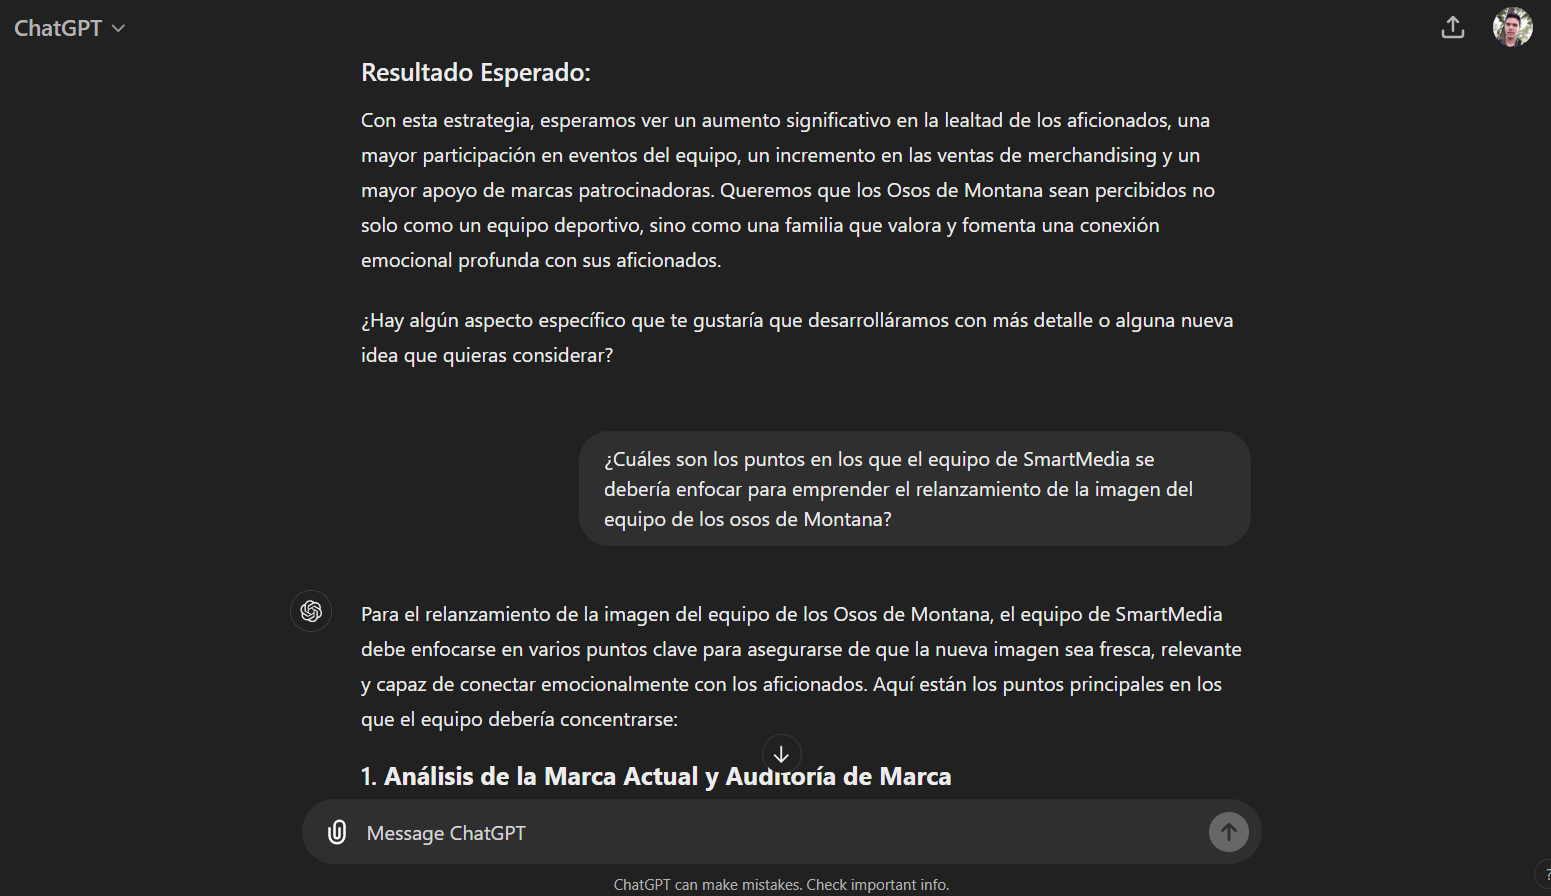 ChatGPT
Resultado Esperado:
Con esta estrategia, esperamos ver un aumento significativo en la lealtad de los aficionados, una
mayor participación en eventos del equipo, un incremento en las ventas de merchandising y un
mayor apoyo de marcas patrocinadoras. Queremos que los Osos de Montana sean percibidos no
solo como un equipo deportivo, sino como una familia que valora y fomenta una conexión
emocional profunda con sus aficionados.
¿Hay algún aspecto específico que te gustaría que desarrolláramos con más detalle o alguna nueva
idea que quieras considerar?
¿Cuáles son los puntos en los que el equipo de SmartMedia se
debería enfocar para emprender el relanzamiento de la imagen del
equipo de los osos de Montana?
Para el relanzamiento de la imagen del equipo de los Osos de Montana, el equipo de SmartMedia
debe enfocarse en varios puntos clave para asegurarse de que la nueva imagen sea fresca, relevante
y capaz de conectar emocionalmente con los aficionados. Aquí están los puntos principales en los
que el equipo debería concentrarse:
1. Análisis de la Marca Actual y Auditoría de Marca
Message ChatGPT
ChatGPT can make mistakes. Check important info.
?